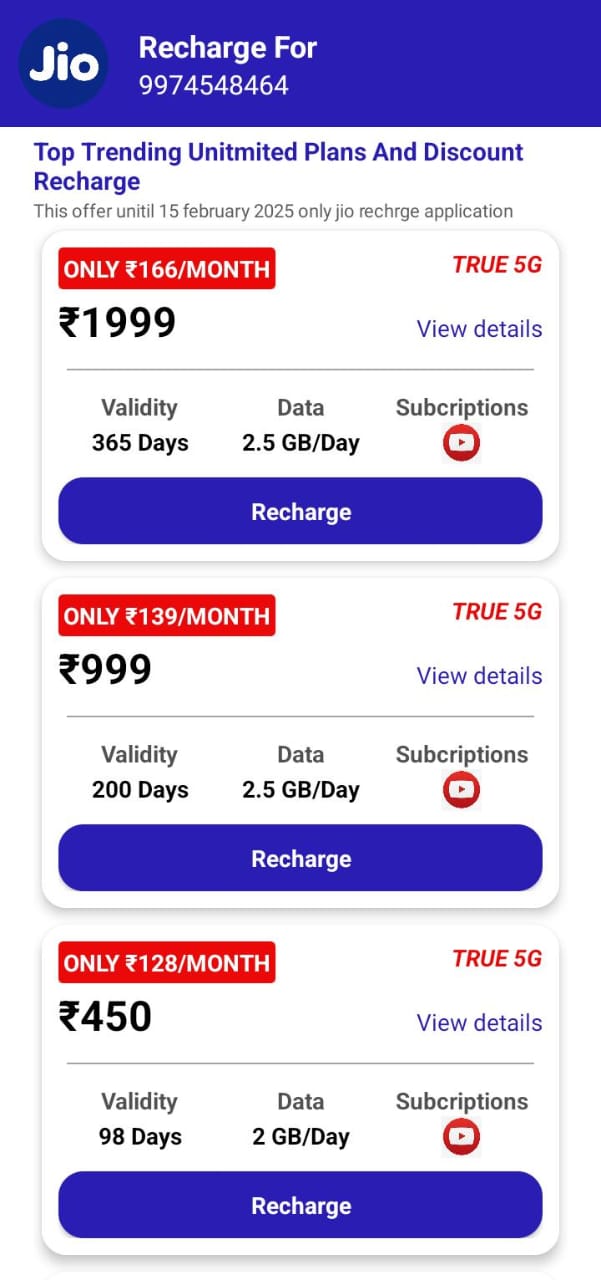 Jio
Recharge For
9974548464
Top Trending Unitmited Plans And Discount
Recharge
This offer unitil 15 february 2025 only jio rechrge application
ONLY ₹166/MONTH
TRUE 5G
₹1999
View details
Validity
Data
Subcriptions
365 Days
2.5 GB/Day
Recharge
ONLY ₹139/MONTH
TRUE 5G
₹999
View details
Validity
Data
Subcriptions
200 Days
2.5 GB/Day
Recharge
ONLY ₹128/MONTH
TRUE 5G
₹450
View details
Validity
Data
Subcriptions
98 Days
2 GB/Day
Recharge